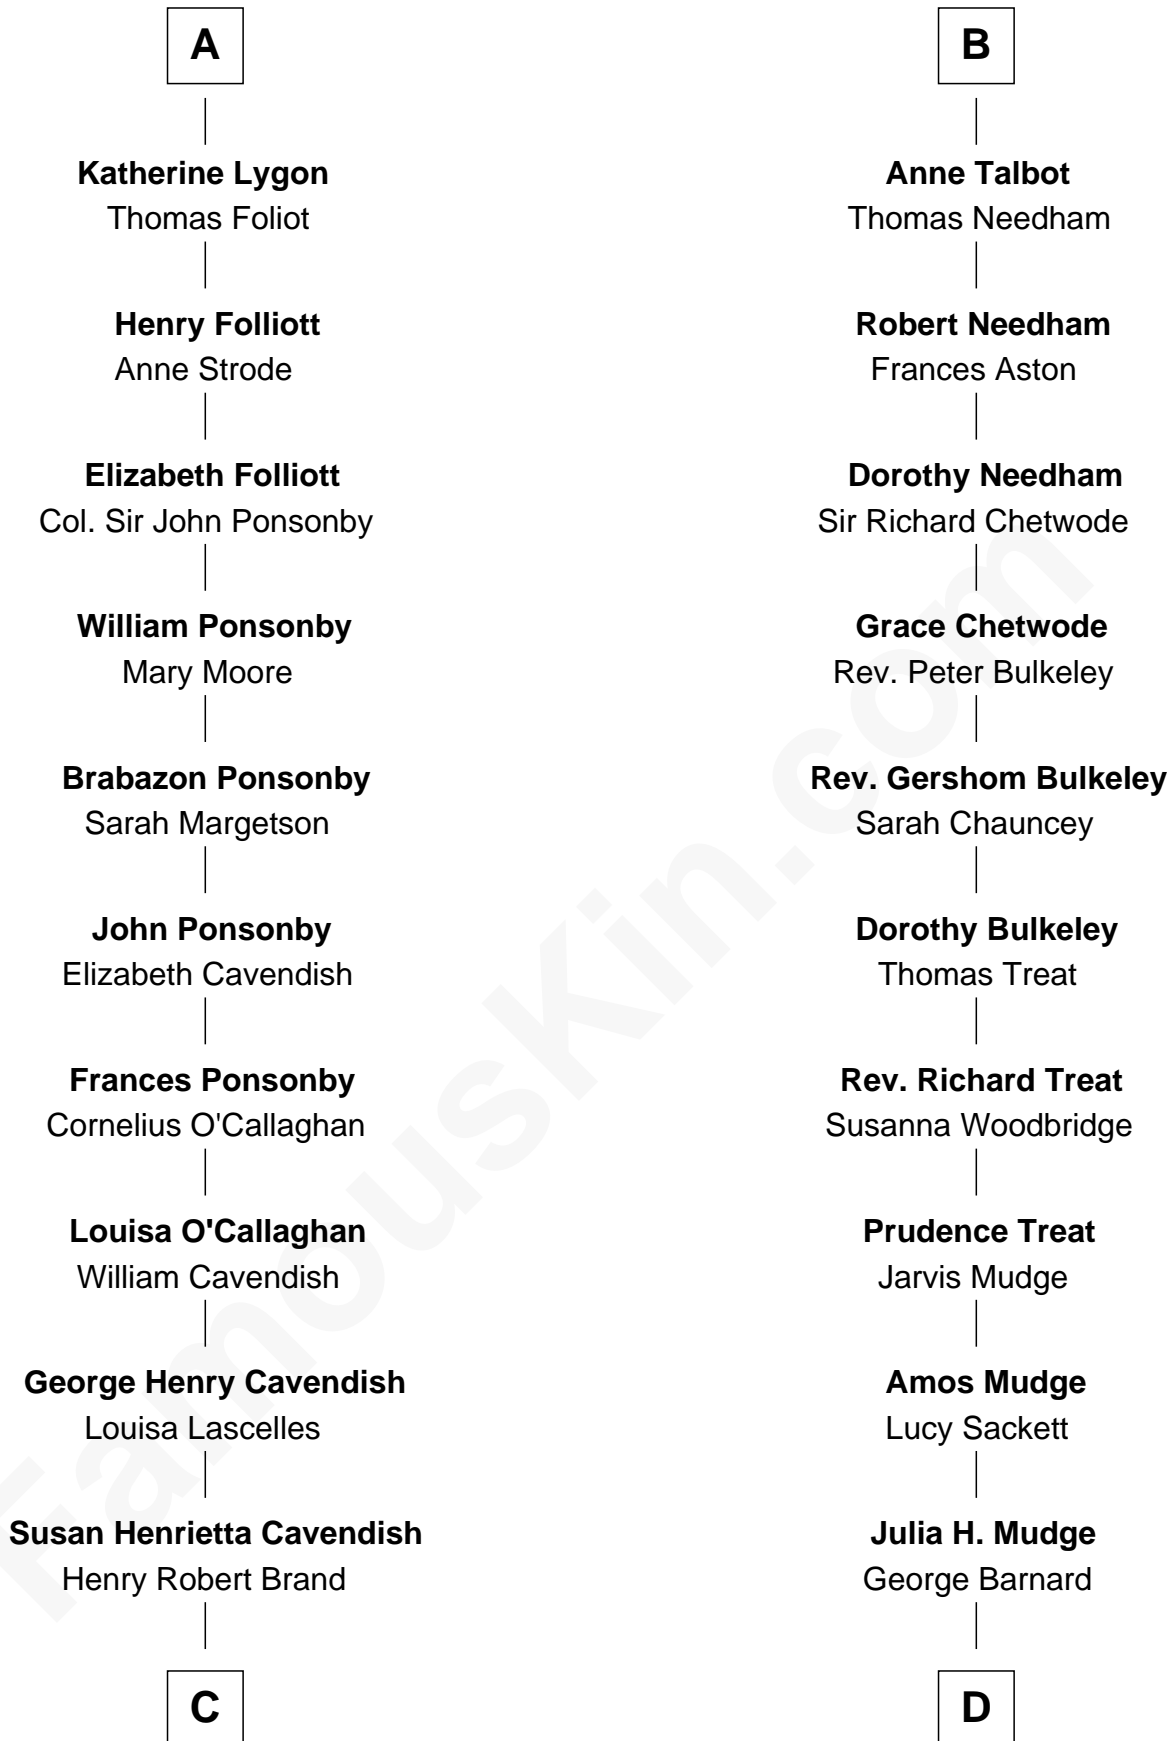 A
Katherine Lygon
Thomas Foliot
Henry Folliott
Anne Strode
Elizabeth Folliott
Col. Sir John Ponsonby
William Ponsonby
Mary Moore
Brabazon Ponsonby
Sarah Margetson
John Ponsonby
Elizabeth Cavendish
Frances Ponsonby
Cornelius O'Callaghan
Louisa O'Callaghan
William Cavendish
George Henry Cavendish
Louisa Lascelles
Susan Henrietta Cavendish
Henry Robert Brand
C
B
Anne Talbot
Thomas Needham
Robert Needham
Frances Aston
Dorothy Needham
Sir Richard Chetwode
Grace Chetwode
Rev. Peter Bulkeley
Rev. Gershom Bulkeley
Sarah Chauncey
Dorothy Bulkeley
Thomas Treat
Rev. Richard Treat
Susanna Woodbridge
Prudence Treat
Jarvis Mudge
Amos Mudge
Lucy Sackett
Julia H. Mudge
George Barnard
D
FamousKin.com